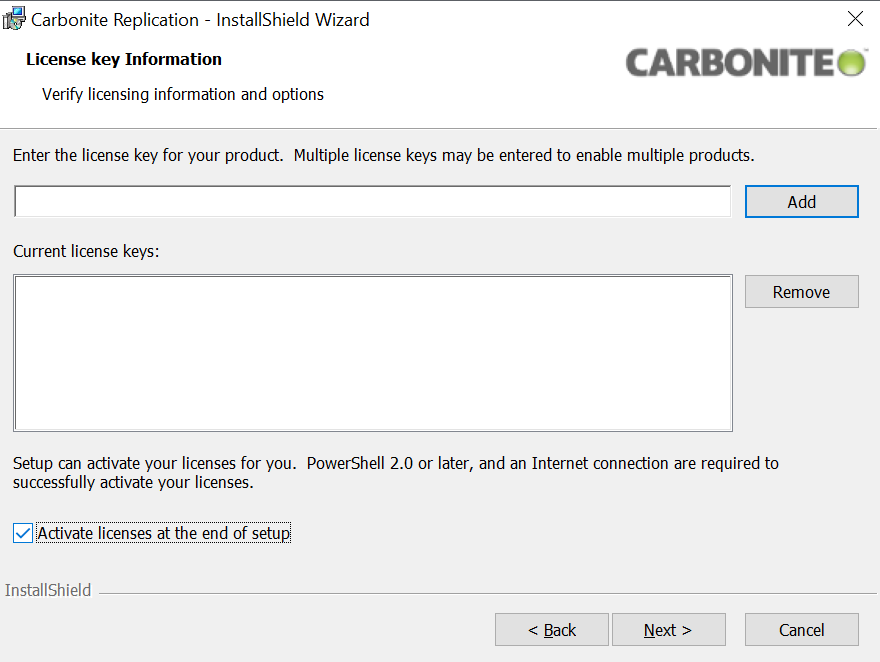 Carbonite Replication - InstallShield Wizard
License key Information
CARBONITE
Verify licensing information and options
Enter the license key for your product.  Multiple license keys may be entered to enable multiple products.
Add
Current license keys:
Remove
Setup can activate your licenses for you.  PowerShell 2.0 or later, and an Internet connection are required to
successfully activate your licenses.
Activate licenses at the end of setup
InstallShield
< Back
Next >
Cancel